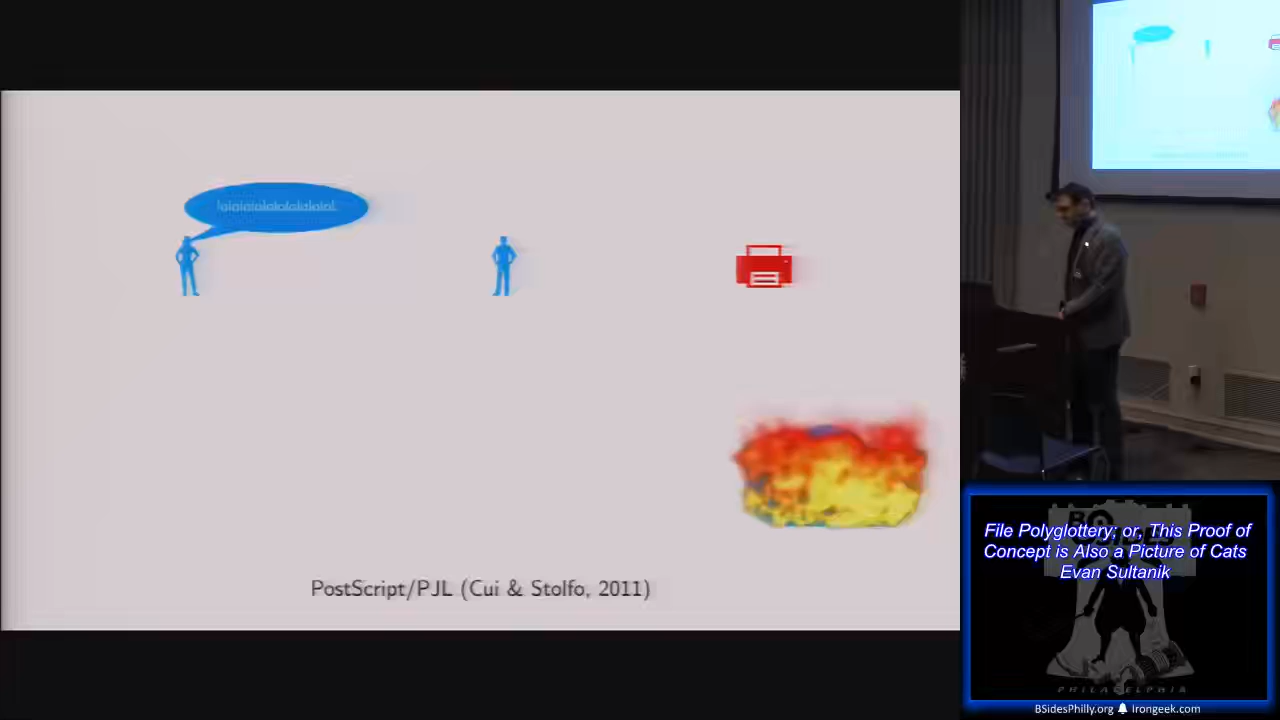 PostScript/PJL (Cui & Stolfo, 2011)
File Polyglottery; or, This Proof of
Concept is Also a Picture of Cats
Evan Sultanik
PHILADELPHIA
BSidesPhilly.org Irongeek.com